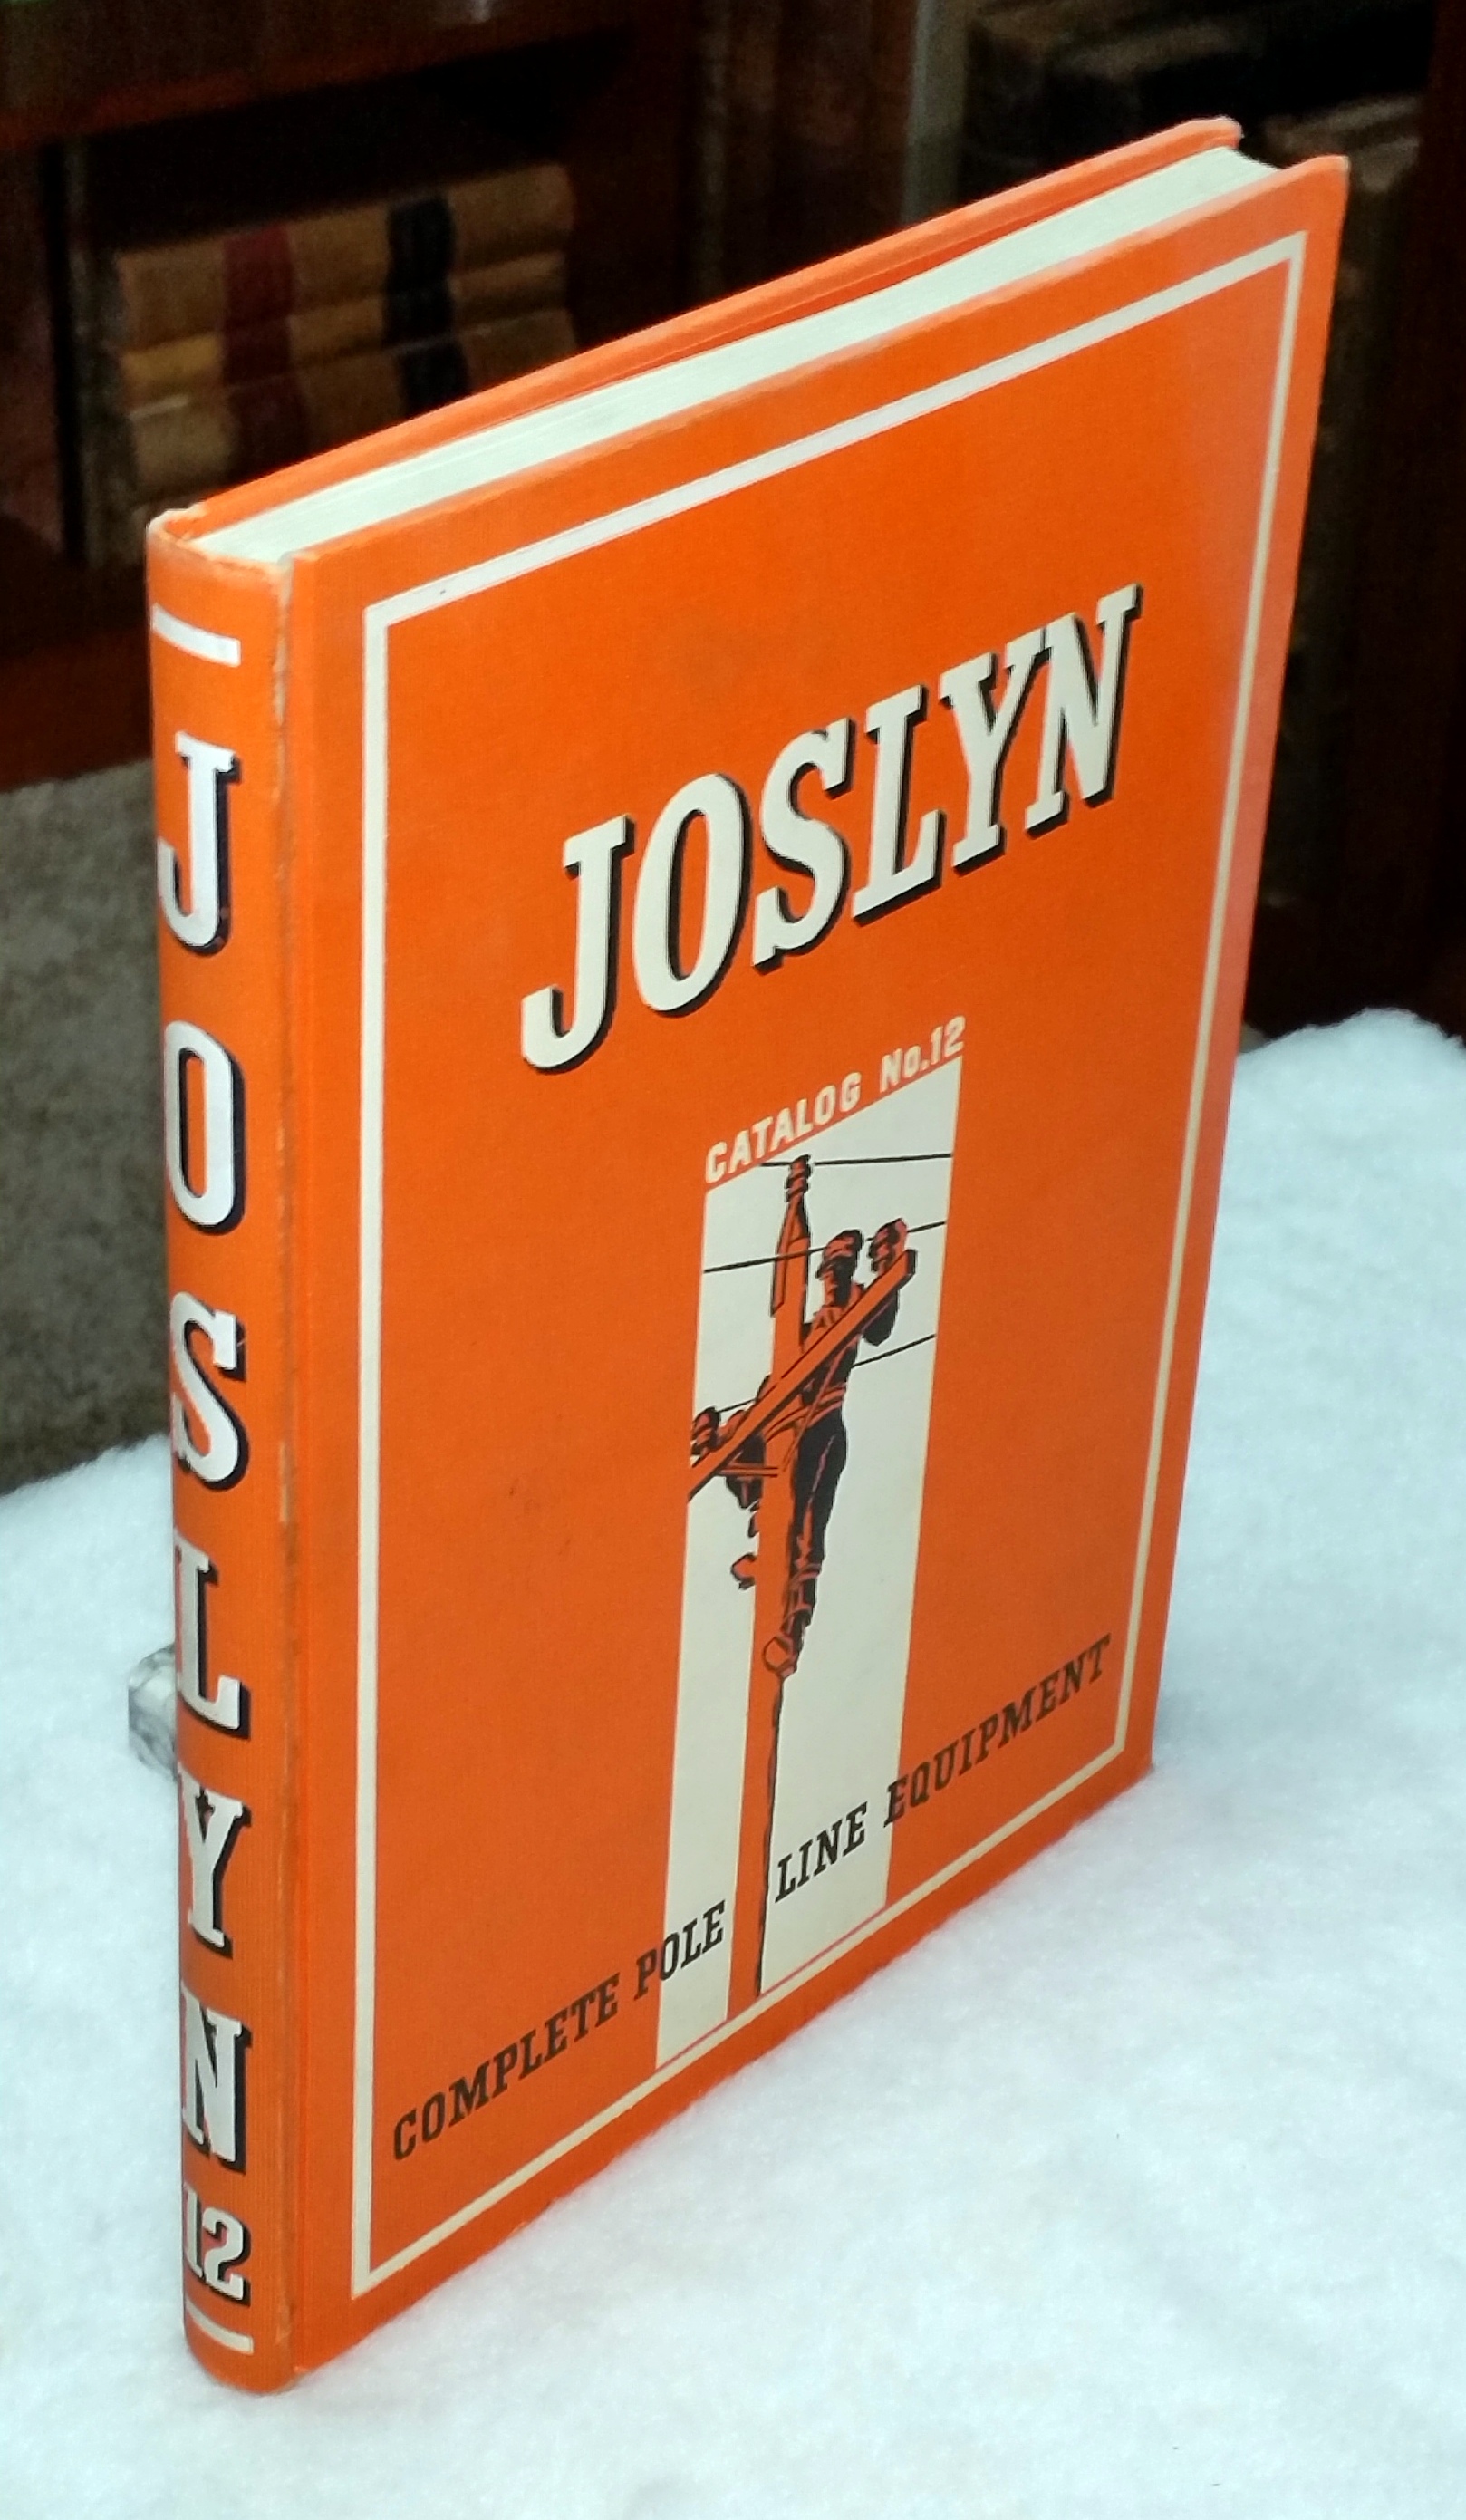 JOSLYN
12
JOSLYN
CATALOG No.12
COMPLETE POLE LINE EQUIPMENT